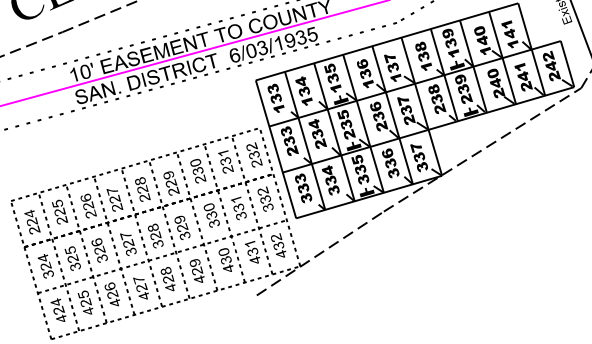 10' EASEMENT TO COUNTY
SAN. DISTRICT 6/03/1935
133 134 135 136 137 138 139 140 141
233 234 235 236 237 238 239 240 241 242
333 334 335 336 337
224 225 226 227 228 229 230 231 232
324 325 326 327 328 329 330 331 332
424 425 426 427 428 429 430 431 432